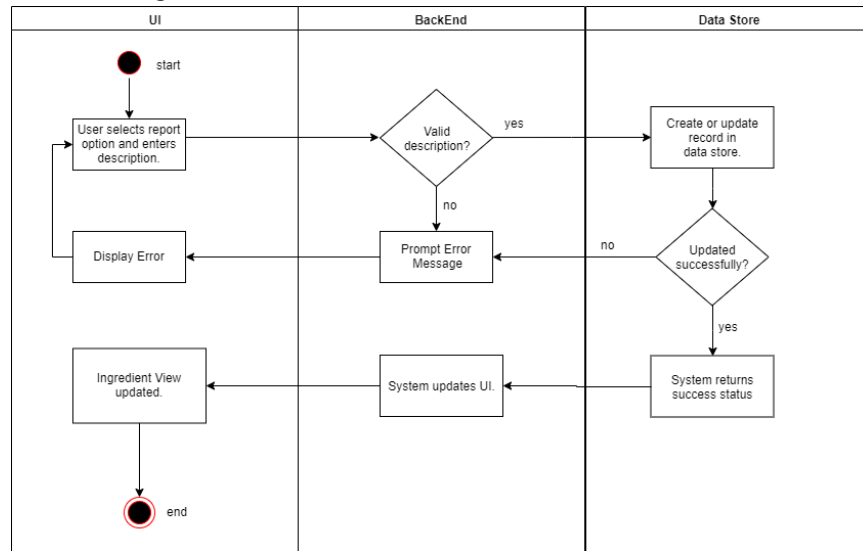 UI
BackEnd
Data Store
start
User selects report
option and enters
description.
Valid
description?
yes
Create or update
record in
data store.
no
Display Error
Prompt Error
Message
no
Updated
successfully?
yes
Ingredient View
updated.
System updates UI.
System returns
success status
end